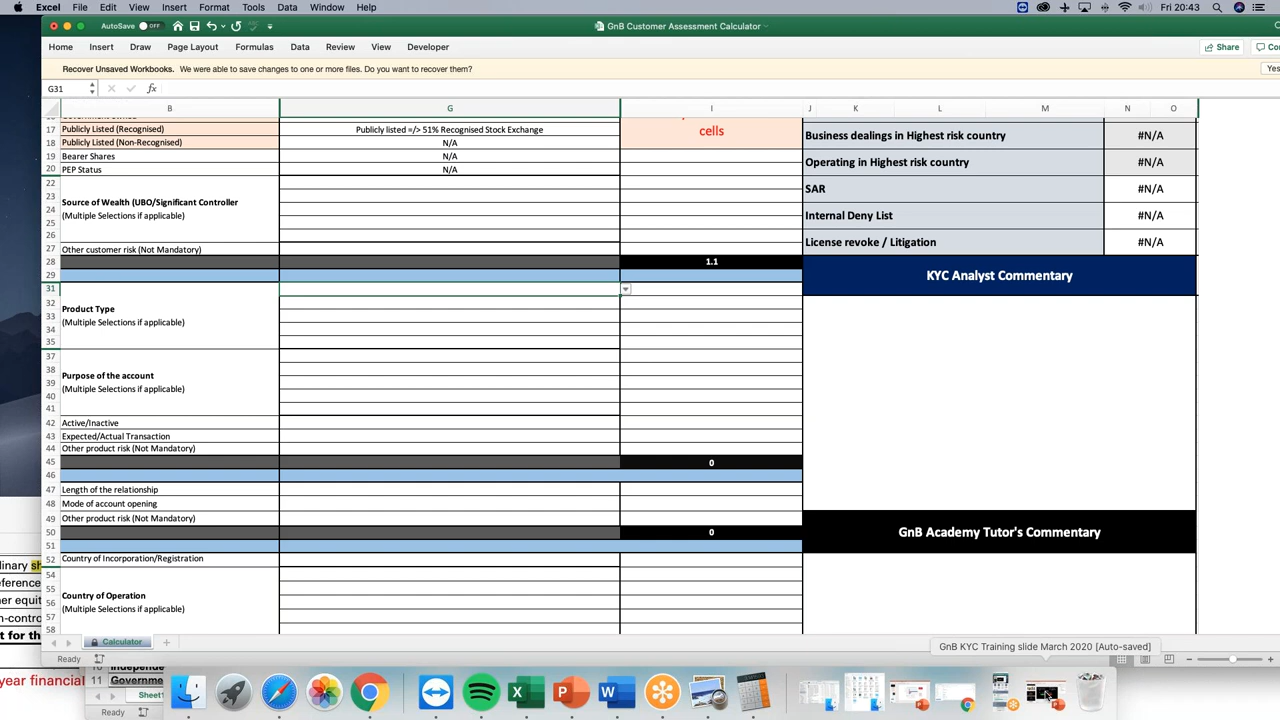 Excel File Edit View Insert Format Tools Data Window Help Fri 20:43
AutoSave OFF GnB Customer Assessment Calculator
Home Insert Draw Page Layout Formulas Data Review View Developer Share
Recover Unsaved Workbooks. We were able to save changes to one or more files. Do you want to recover them? Yes
G31 fx
B G I J K L M N O
17 Publicly Listed (Recognised) Publicly listed =/> 51% Recognised Stock Exchange cells Business dealings in Highest risk country #N/A
18 Publicly Listed (Non-Recognised) N/A
19 Bearer Shares N/A Operating in Highest risk country #N/A
20 PEP Status N/A
22 SAR #N/A
23 Source of Wealth (UBO/Significant Controller
24 (Multiple Selections if applicable) Internal Deny List #N/A
25
26
27 Other customer risk (Not Mandatory) License revoke / Litigation #N/A
28 1.1 KYC Analyst Commentary
29
31
32 Product Type
33 (Multiple Selections if applicable)
34
35
37
38 Purpose of the account
39 (Multiple Selections if applicable)
40
41
42 Active/Inactive
43 Expected/Actual Transaction
44 Other product risk (Not Mandatory)
45 0
46
47 Length of the relationship
48 Mode of account opening
49 Other product risk (Not Mandatory)
50 0 GnB Academy Tutor's Commentary
51
52 Country of Incorporation/Registration
54
55 Country of Operation
56 (Multiple Selections if applicable)
57
58
Calculator
GnB KYC Training slide March 2020 [Auto-saved]
Ready
year financial
Sheet1
Ready